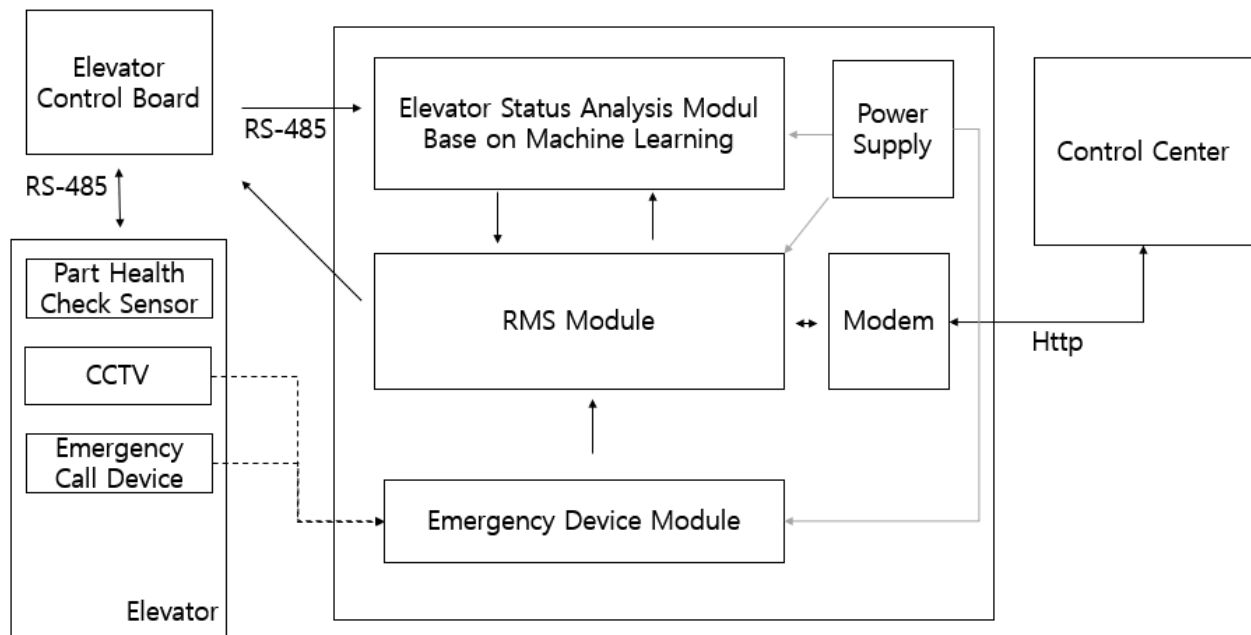 Elevator
Control Board
RS-485
RS-485
Elevator Status Analysis Modul
Base on Machine Learning
Power
Supply
Control Center
Part Health
Check Sensor
CCTV
Emergency
Call Device
Elevator
RMS Module
Modem
Http
Emergency Device Module